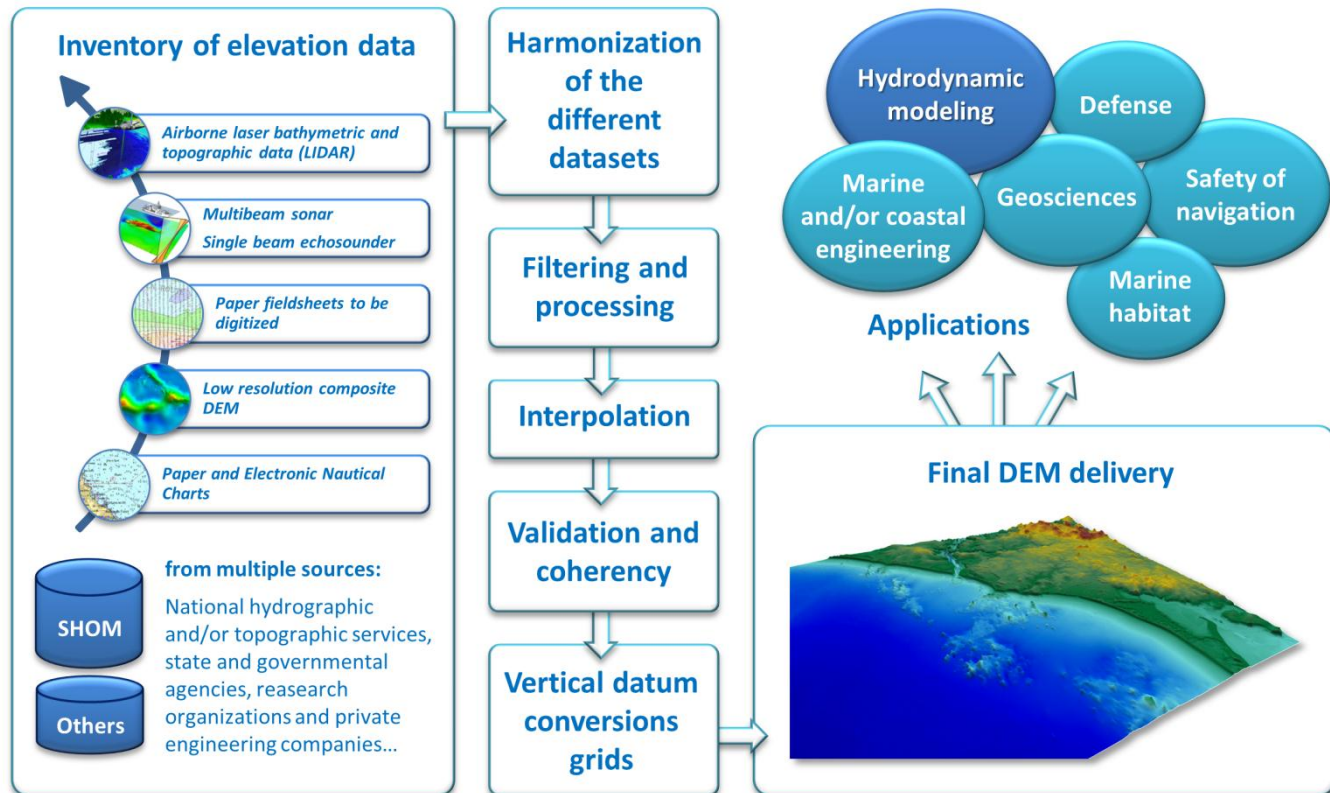 Inventory of elevation data
Airborne laser bathymetric and
topographic data (LIDAR)
Multibeam sonar
Single beam echosounder
Paper fieldsheets to be
digitized
Low resolution composite
DEM
Paper and Electronic Nautical
Charts
SHOM
Others
from multiple sources:
National hydrographic
and/or topographic services,
state and governmental
agencies, reasearch
organizations and private
engineering companies...
Harmonization
of the
different
datasets
Filtering and
processing
Interpolation
Validation and
coherency
Vertical datum
conversions
grids
Hydrodynamic
modeling
Defense
Marine
and/or coastal
engineering
Geosciences
Safety of
navigation
Marine
habitat
Applications
Final DEM delivery